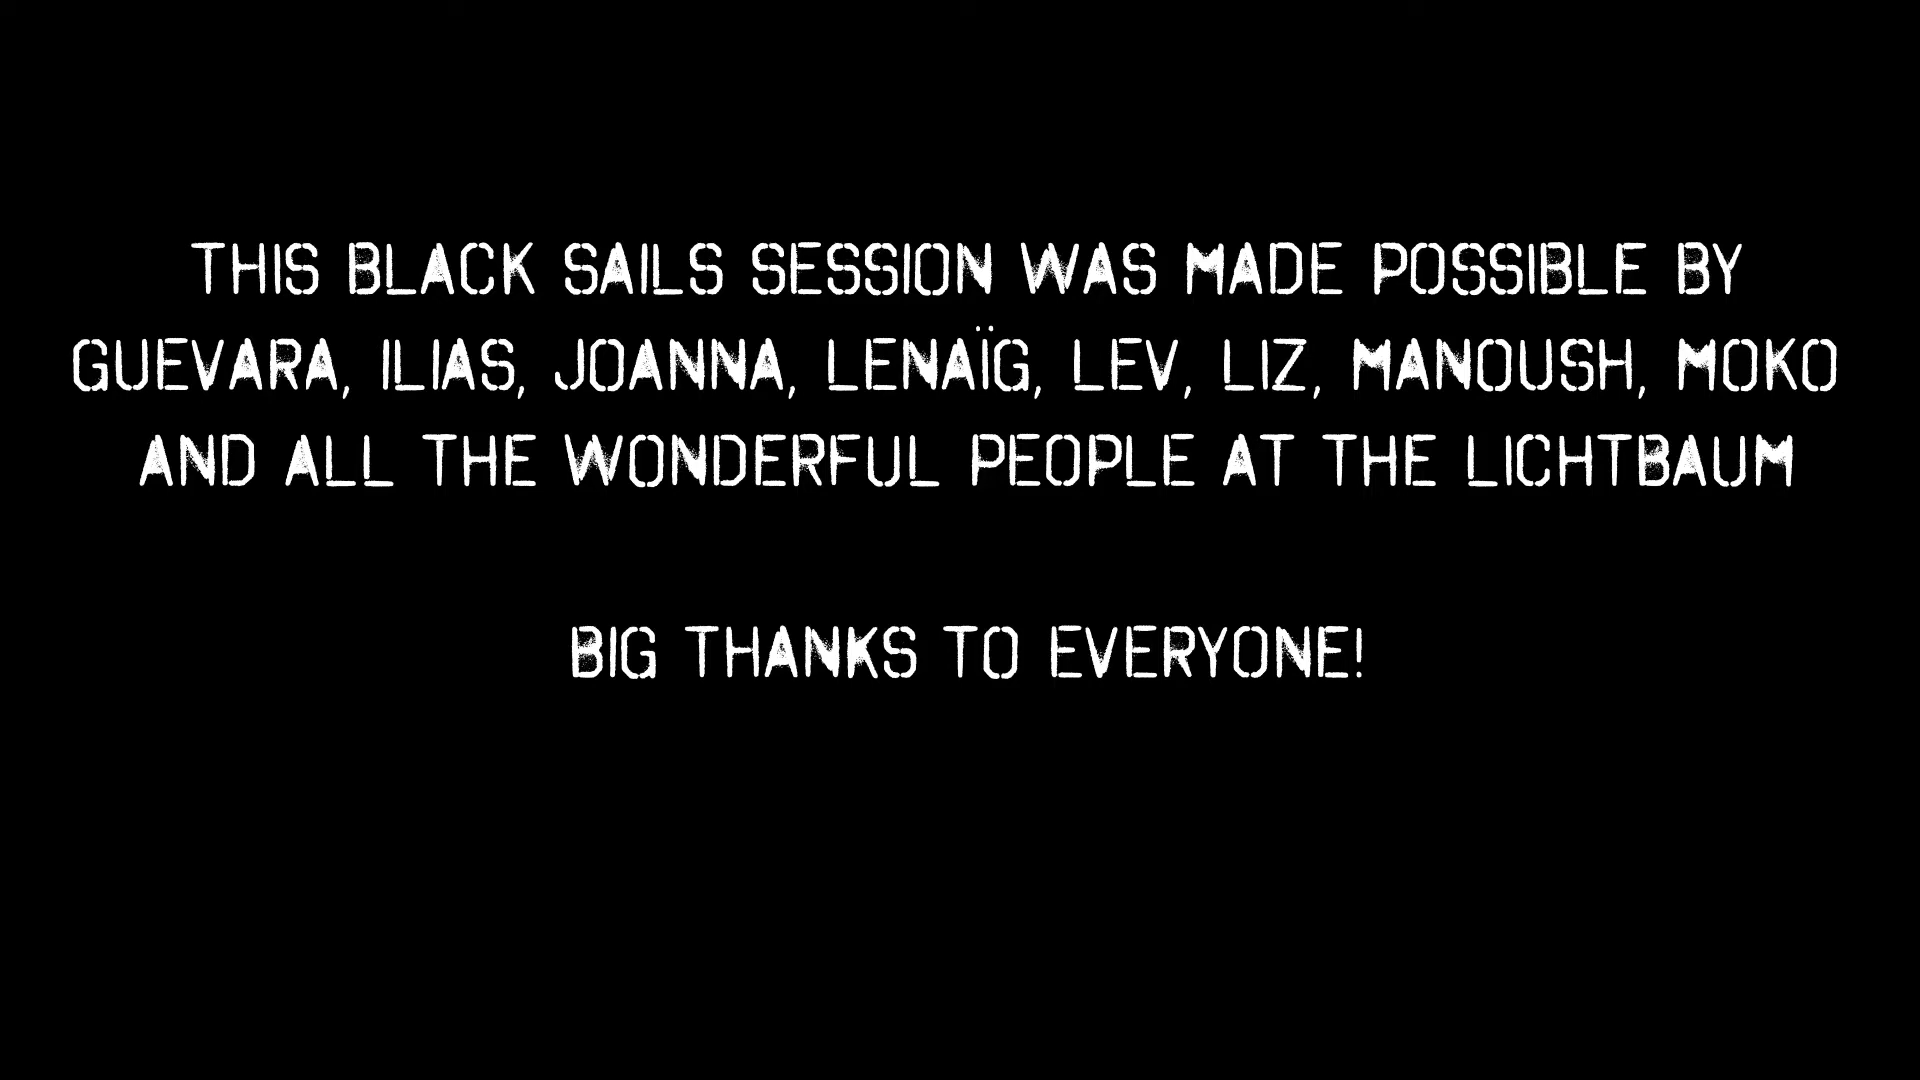 THIS BLACK SAILS SESSION WAS MADE POSSIBLE BY
GUEVARA, ILIAS, JOANNA, LENAÏG, LEV, LIZ, MANOUSH, MOKO
AND ALL THE WONDERFUL PEOPLE AT THE LICHTBAUM
BIG THANKS TO EVERYONE!